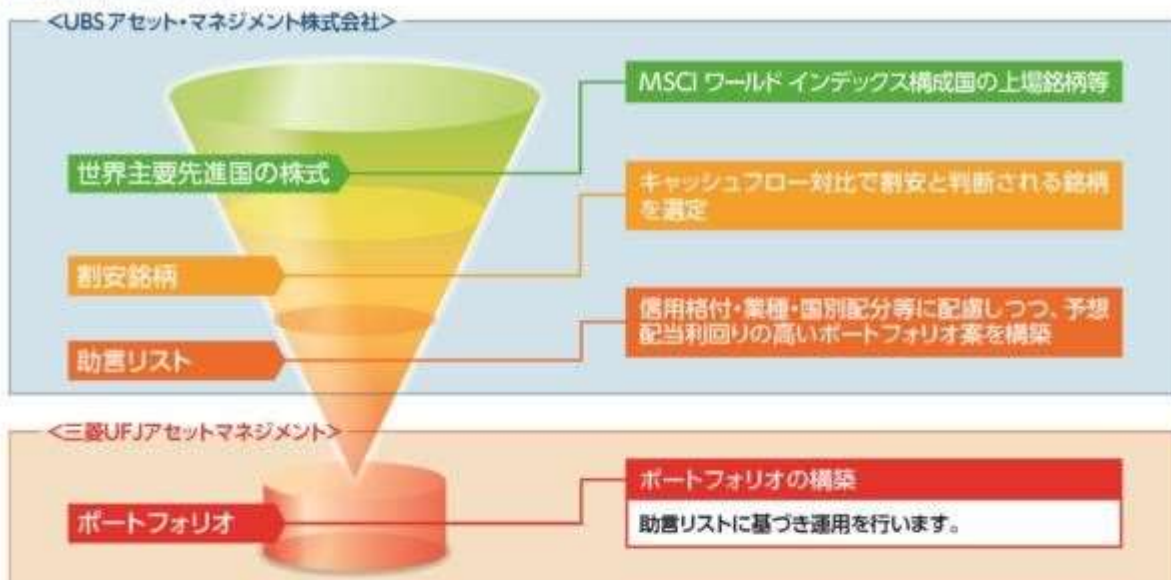 <UBSアセット・マネジメント株式会社>
MSCI ワールド インデックス構成国の上場銘柄等
世界主要先進国の株式
キャッシュフロー対比で割安と判断される銘柄
を選定
割安銘柄
信用格付・業種・国別配分等に配慮しつつ、予想
配当利回りの高いポートフォリオ案を構築
助言リスト
<三菱UFJアセットマネジメント>
ポートフォリオの構築
ポートフォリオ
助言リストに基づき運用を行います。